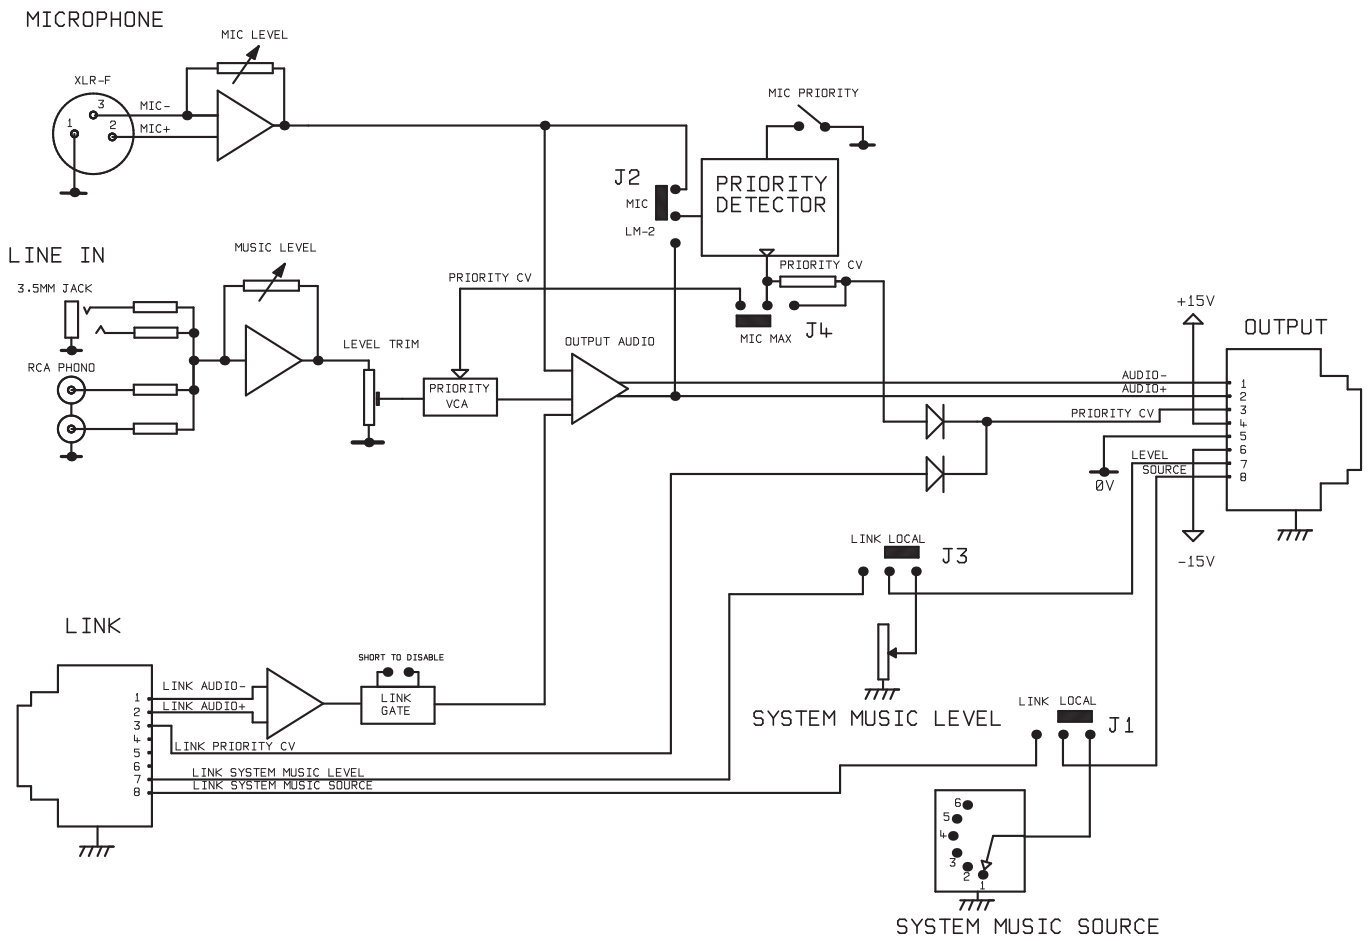 MICROPHONE
MIC LEVEL
XLR-F
3
1
2
MIC-
MIC+
MIC PRIORITY
J2
MIC
LM-2
PRIORITY
DETECTOR
LINE IN
3.5MM JACK
RCA PHONO
MUSIC LEVEL
LEVEL TRIM
PRIORITY CV
PRIORITY
VCA
OUTPUT AUDIO
PRIORITY CV
MIC MAX
J4
+15V
OUTPUT
AUDIO-
AUDIO+
PRIORITY CV
LEVEL
SOURCE
0V
-15V
1
2
3
4
5
6
7
8
LINK LOCAL
J3
SYSTEM MUSIC LEVEL
LINK
SHORT TO DISABLE
LINK
GATE
LINK AUDIO-
LINK AUDIO+
LINK PRIORITY CV
LINK SYSTEM MUSIC LEVEL
LINK SYSTEM MUSIC SOURCE
1
2
3
4
5
6
7
8
LINK LOCAL
J1
6
5
4
3
2
1
SYSTEM MUSIC SOURCE